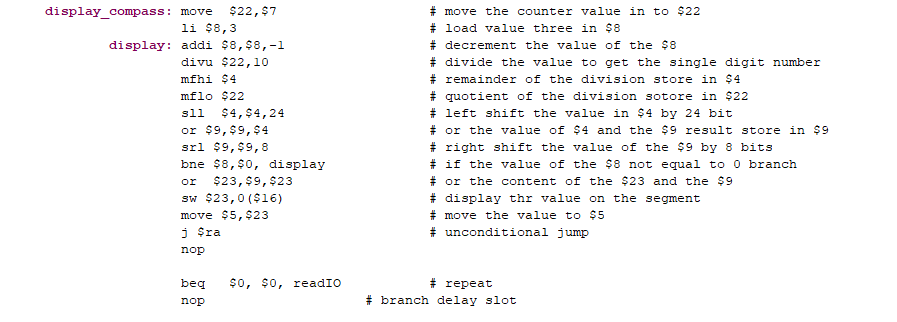 display_compass: move $22,$7 # move the counter value in to $22
li $8,3 # load value three in $8
display: addi $8,$8,-1 # decrement the value of the $8
divu $22,10 # divide the value to get the single digit number
mfhi $4 # remainder of the division store in $4
mflo $22 # quotient of the division sotore in $22
sll $4,$4,24 # left shift the value in $4 by 24 bit
or $9,$9,$4 # or the value of $4 and the $9 result store in $9
srl $9,$9,8 # right shift the value of the $9 by 8 bits
bne $8,$0, display # if the value of the $8 not equal to 0 branch
or $23,$9,$23 # or the content of the $23 and the $9
sw $23,0($16) # display thr value on the segment
move $5,$23 # move the value to $5
j $ra # unconditional jump
nop
beq $0, $0, readIO # repeat
nop # branch delay slot